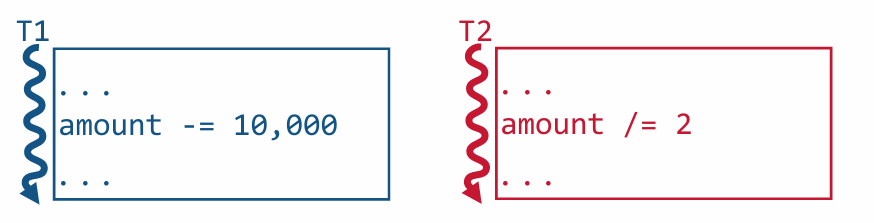 T1
...
amount -= 10,000
...
T2
...
amount /= 2
...